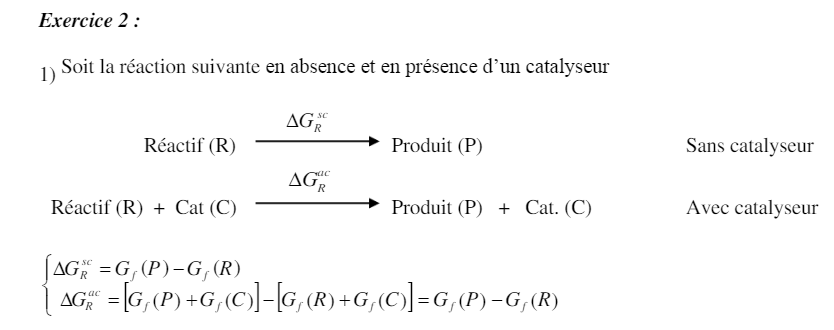 Exercice 2 :
1) Soit la réaction suivante en absence et en présence d'un catalyseur
ΔG_R^sc
Réactif (R) ⟶ Produit (P) Sans catalyseur
ΔG_R^ac
Réactif (R) + Cat (C) ⟶ Produit (P) + Cat. (C) Avec catalyseur
ΔG_R^sc = G_f (P) − G_f (R)
ΔG_R^ac = [G_f (P) + G_f (C)] − [G_f (R) + G_f (C)] = G_f (P) − G_f (R)